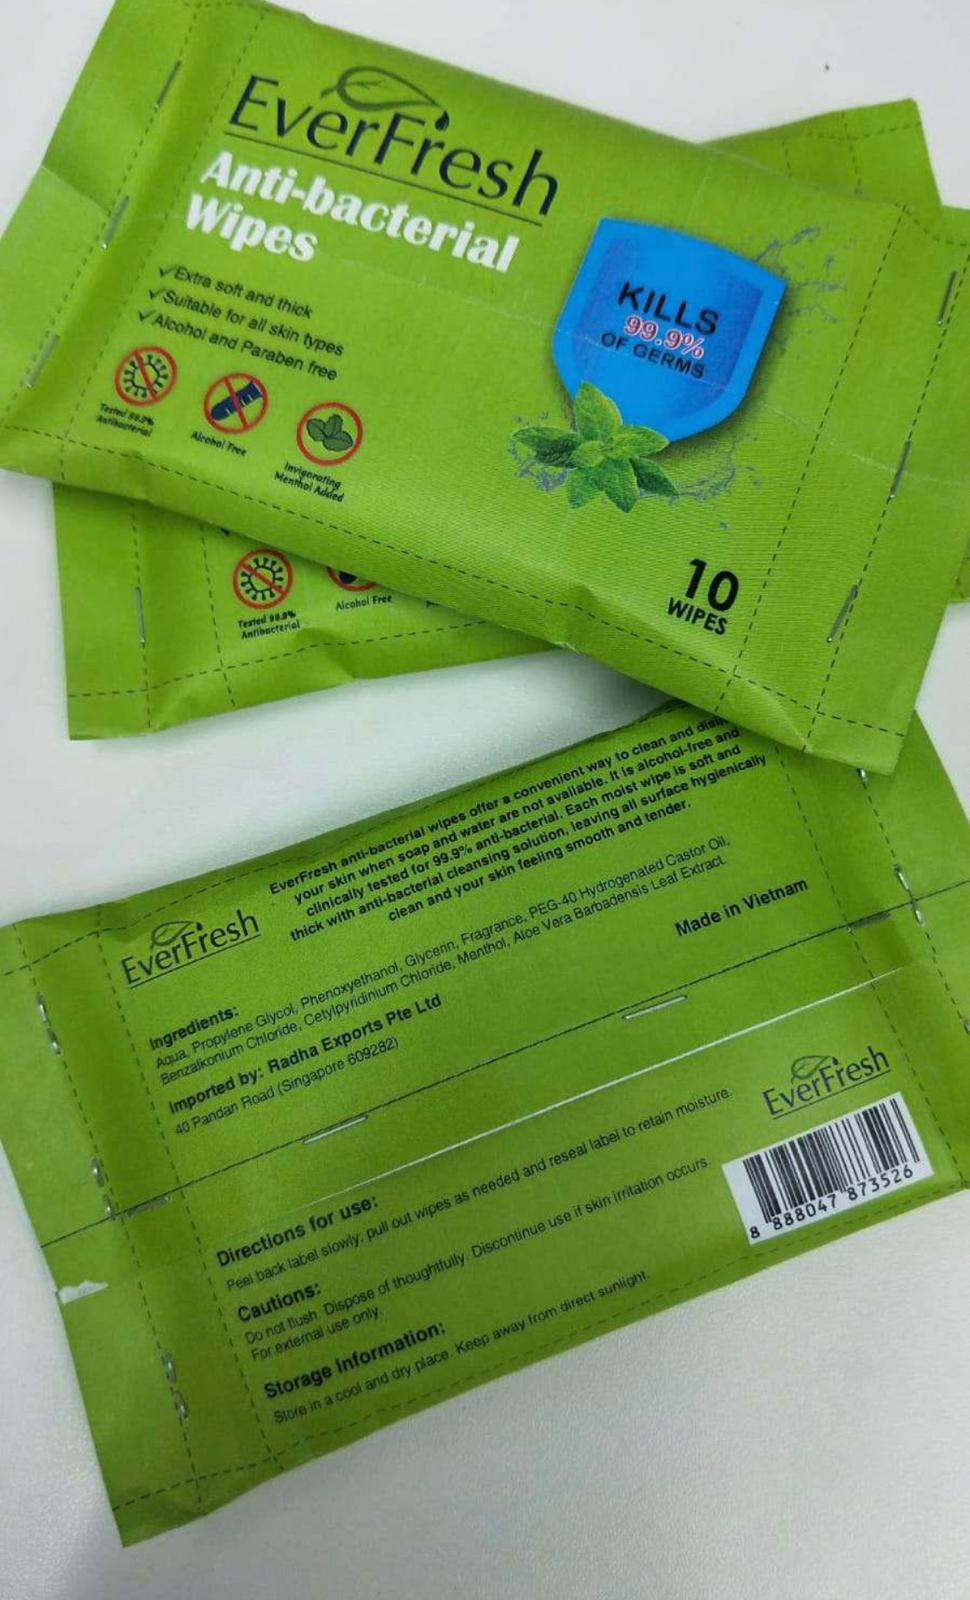 EverFresh
Anti-bacterial
Wipes
✓Extra soft and thick
✓Suitable for all skin types
✓Alcohol and Paraben free
Tested 99.9%
Antibacterial
Alcohol Free
Invigorating
Menthol Added
KILLS
99.9%
OF GERMS
10
WIPES
Tested 99.9%
Antibacterial
Alcohol Free
EverFresh
EverFresh anti-bacterial wipes offer a convenient way to clean and
your skin when soap and water are not available. It is alcohol-free and
clinically tested for 99.9% anti-bacterial. Each moist wipe is soft and
thick with anti-bacterial cleansing solution, leaving all surface hygienically
clean and your skin feeling smooth and tender.
Ingredients:
Aqua, Propylene Glycol, Phenoxyethanol, Glycerin, Fragrance, PEG-40 Hydrogenated Castor Oil,
Benzalkonium Chloride, Cetylpyridinium Chloride, Menthol, Aloe Vera Barbadensis Leaf Extract.
Made in Vietnam
Imported by: Radha Exports Pte Ltd
40 Pandan Road (Singapore 609282)
EverFresh
Directions for use:
Peel back label slowly; pull out wipes as needed and reseal label to retain moisture.
Cautions:
Do not flush. Dispose of thoughtfully. Discontinue use if skin irritation occurs.
For external use only.
Storage Information:
Store in a cool and dry place. Keep away from direct sunlight.
8 888047 873526